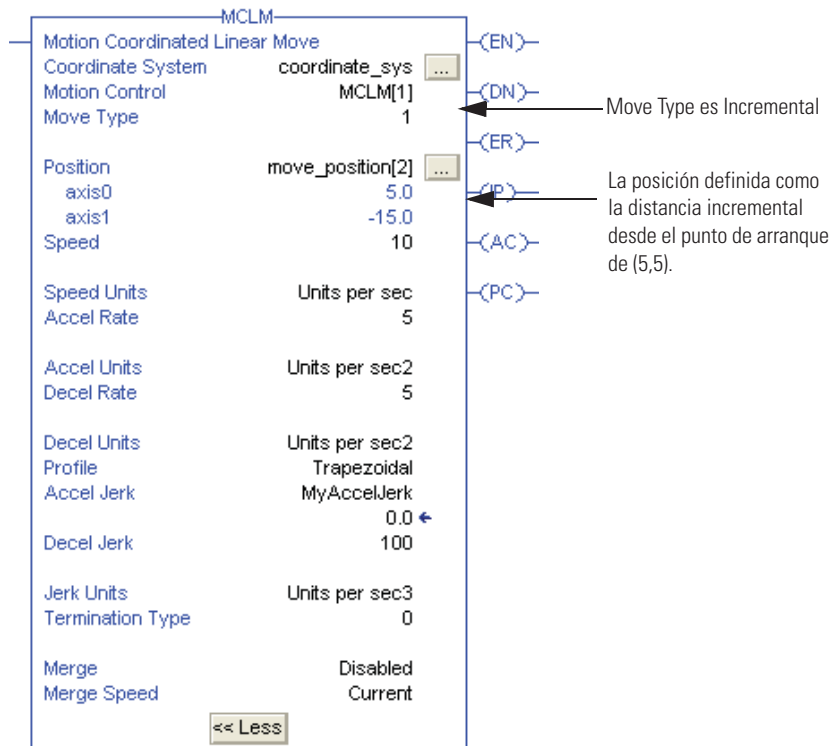 MCLM
Motion Coordinated Linear Move
(EN)
Coordinate System coordinate_sys ...
Motion Control MCLM[1]
(DN)
Move Type es Incremental
Move Type 1
(ER)
Position move_position[2] ...
axis0 5.0
(IP)
La posición definida como
la distancia incremental
desde el punto de arranque
de (5,5).
axis1 -15.0
Speed 10
(AC)
Speed Units Units per sec
(PC)
Accel Rate 5
Accel Units Units per sec2
Decel Rate 5
Decel Units Units per sec2
Profile Trapezoidal
Accel Jerk MyAccelJerk
0.0
Decel Jerk 100
Jerk Units Units per sec3
Termination Type 0
Merge Disabled
Merge Speed Current
<< Less